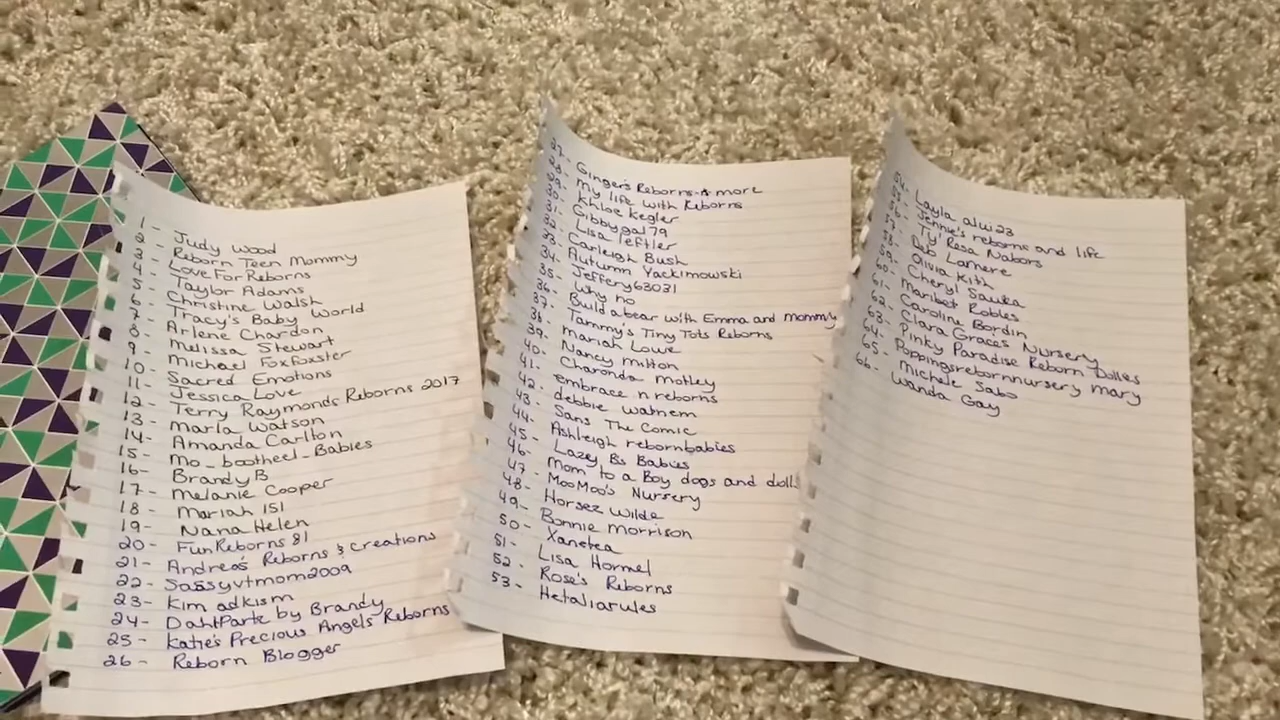 1- Judy Wood
2- Reborn Teen Mommy
3- Love For Reborns
4- Taylor Adams
5- Christine Walsh
6- Tracy's Baby World
7- Arlene Chardon
8- Melissa Stewart
9- Michael Foxfoxster
10- Sacred Emotions
11- Jessica Love
12- Terry Raymonds Reborns 2017
13- Marla Watson
14- Amanda Carlton
15- Mo_bootheel_Babies
16- Brandy B
17- Melanie Cooper
18- Mariah 151
19- Nana Helen
20- FunReborns 81
21- Andrea's Reborns & Creations
22- Sassyvtmom2009
23- Kim adkism
24- DahtParte by Brandy
25- Katie's Precious Angels Reborns
26- Reborn Blogger
27- Ginger's Reborns & more
28- My life with Reborns
29- Khloe Kegler
30- Gibbygal79
31- Lisa leftler
32- Carleigh Bush
33- Autumn Yackimowski
34- Jeffery63031
35- Why no
36- Build a bear with Emma and mommy
37- Tammy's Tiny Tots Reborns
38- Mariah Lowe
39- Nancy Milton
40- Charonda Motley
41- embrace n reborns
42- debbie watnem
43- Sans The Comic
44- Ashleigh rebornbabies
45- Lazey B's Babies
46- Mom to a Boy dogs and dolls
47- MooMoo's Nursery
48- Horsez Wilde
49- Bonnie Morrison
50- Xanetea
51- Lisa Hormel
52- Rose's Reborns
53- Hetaliarules
54- Layla alvi23
55- Jennie's reborns and life
56- Ty'Resa Nabors
57- Deb Lamere
58- Olivia Kith
59- Cheryl Sauka
60- Maribet Robles
61- Caroline Bordin
62- Clara Graces Nursery
63- Pinky Paradise Reborn Dollies
64- Poppingsrebornnursery Mary
65- Michele Sabo
66- Wanda Gay